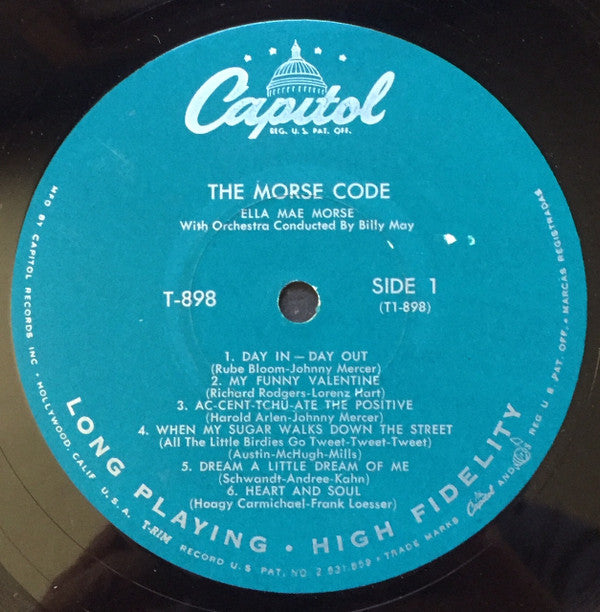 Capitol
REG. U. S. PAT. OFF.
THE MORSE CODE
ELLA MAE MORSE
With Orchestra Conducted By Billy May
T-898
SIDE 1
(T1-898)
1. DAY IN — DAY OUT
(Rube Bloom-Johnny Mercer)
2. MY FUNNY VALENTINE
(Richard Rodgers-Lorenz Hart)
3. AC-CENT-TCHU-ATE THE POSITIVE
(Harold Arlen-Johnny Mercer)
4. WHEN MY SUGAR WALKS DOWN THE STREET
(All The Little Birdies Go Tweet-Tweet-Tweet)
(Austin-McHugh-Mills)
5. DREAM A LITTLE DREAM OF ME
(Schwandt-Andree-Kahn)
6. HEART AND SOUL
(Hoagy Carmichael-Frank Loesser)
LONG PLAYING • HIGH FIDELITY
MFD BY CAPITOL RECORDS INC • HOLLYWOOD, CALIF U. S. A. T-RIM RECORD U S PAT, NO 2 631 859 • TRADE MARKS Capitol AND REG U S PAT. OFF. • MARCAS REGISTRADAS